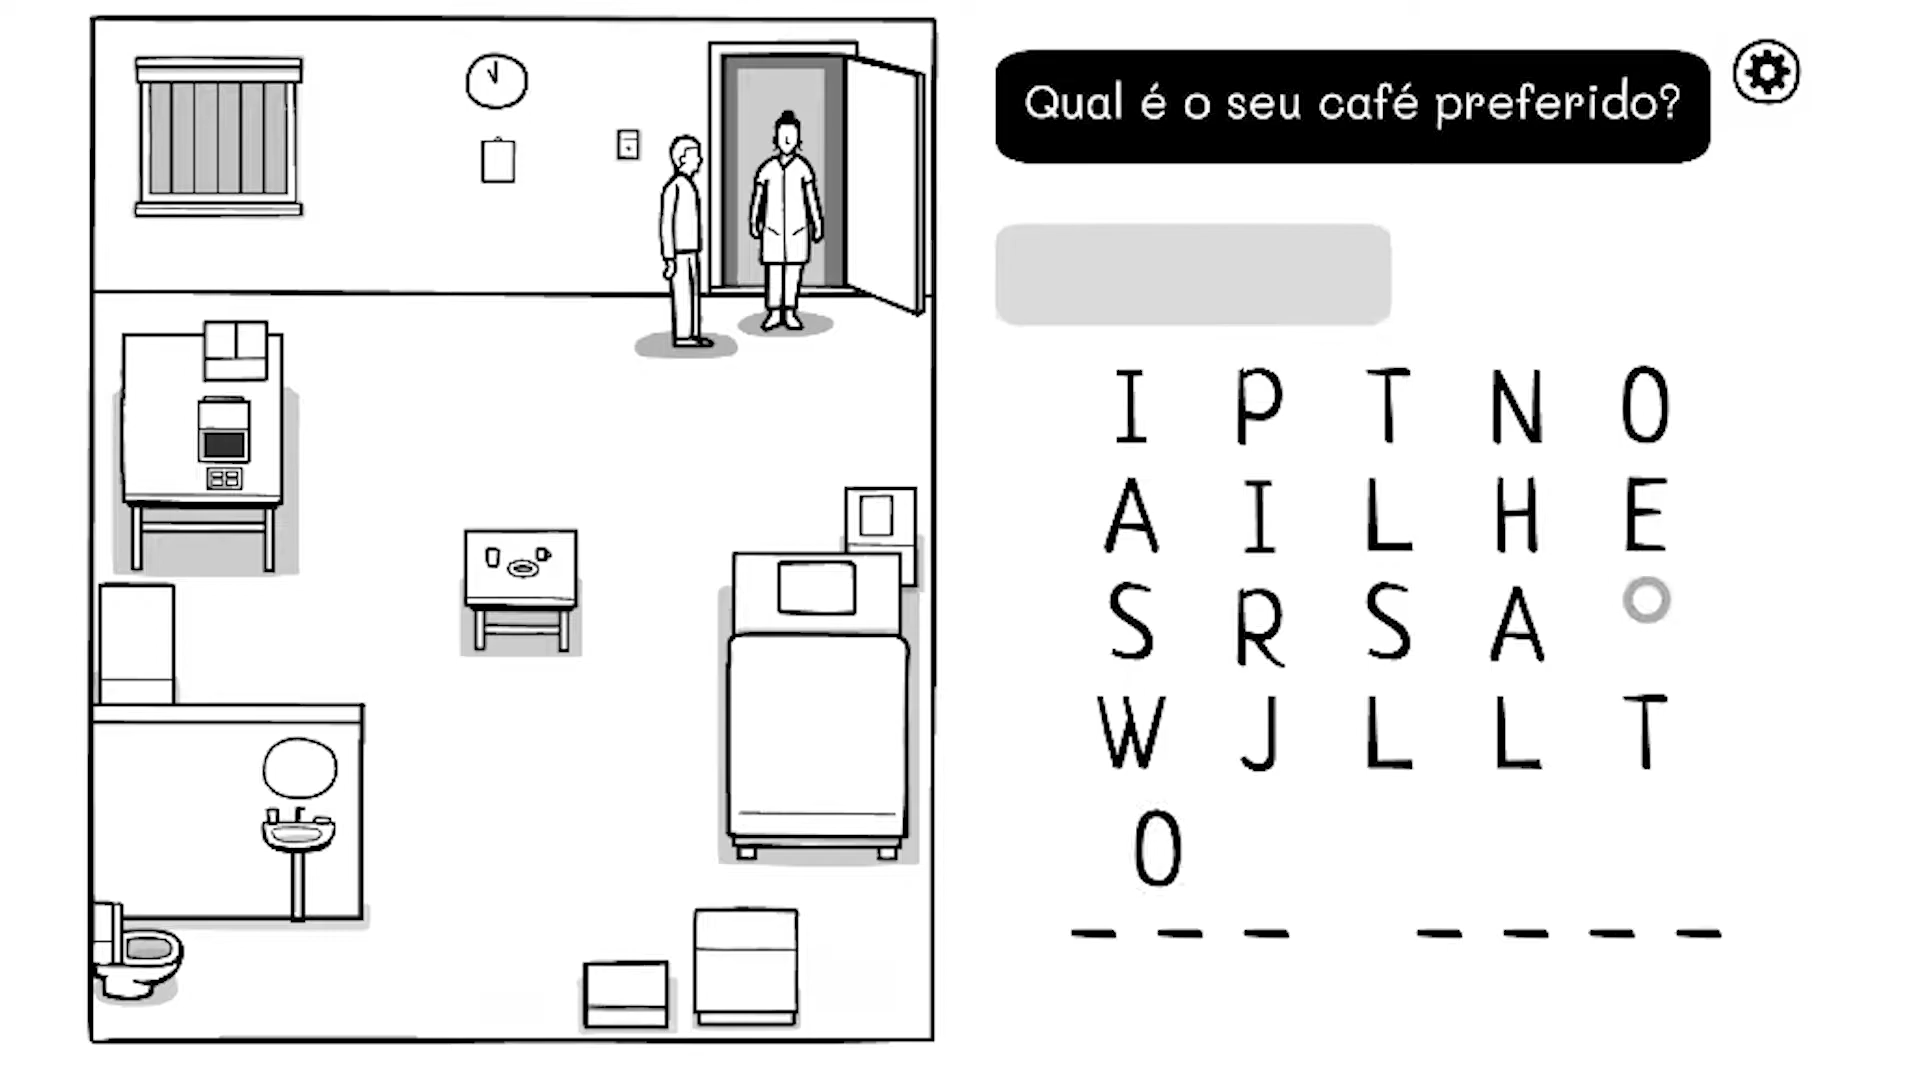 Qual é o seu café preferido?
I P T N O
A I L H E
S R S A
W J L L T
O